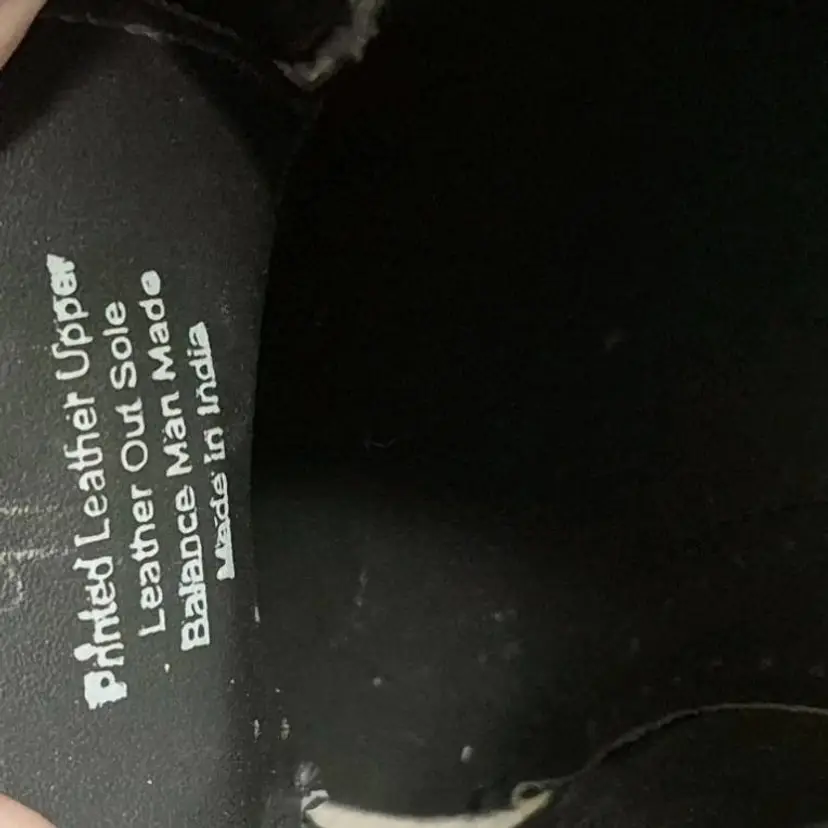 Printed Leather Upper
Leather Out Sole
Balance Man Made
Made in India